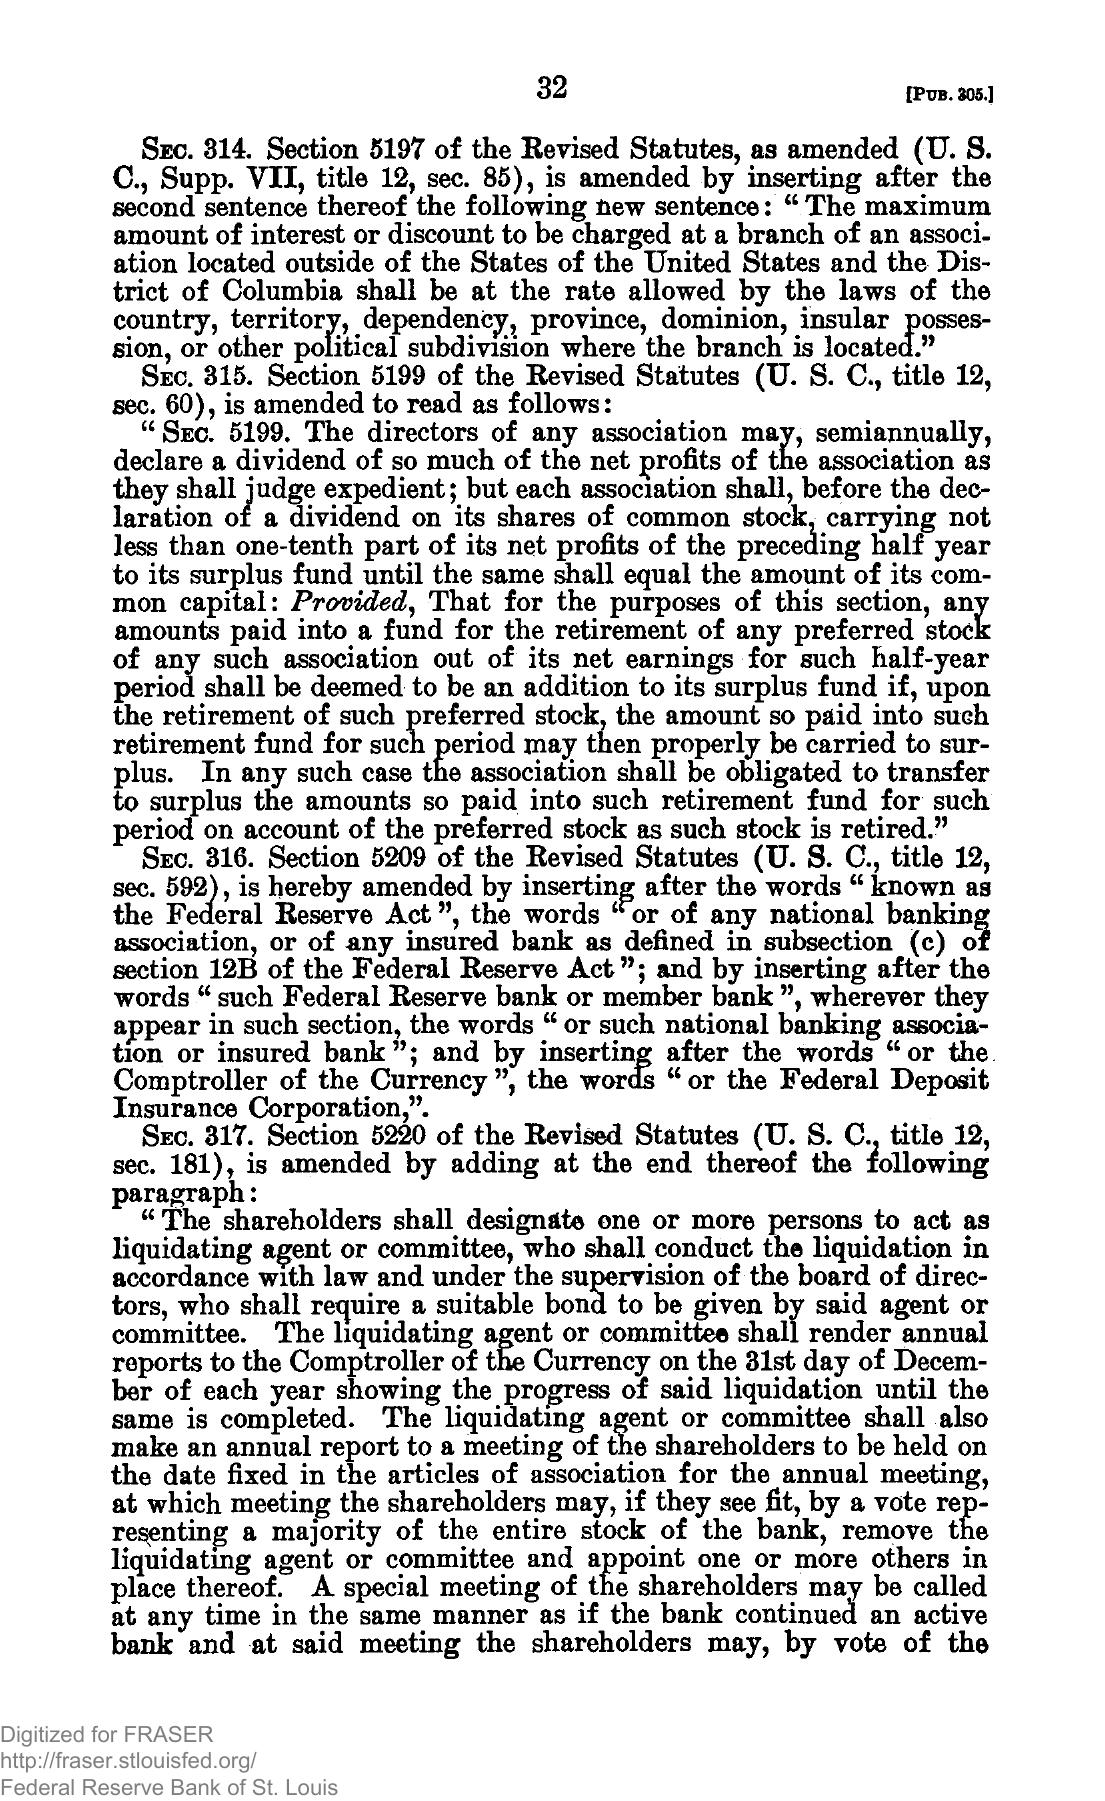 32
[PUB. 305.]
SEC. 314. Section 5197 of the Revised Statutes, as amended (U. S.
C., Supp. VII, title 12, sec. 85), is amended by inserting after the
second sentence thereof the following new sentence: “ The maximum
amount of interest or discount to be charged at a branch of an associ-
ation located outside of the States of the United States and the Dis-
trict of Columbia shall be at the rate allowed by the laws of the
country, territory, dependency, province, dominion, insular posses-
sion, or other political subdivision where the branch is located.”
SEC. 315. Section 5199 of the Revised Statutes (U. S. C., title 12,
sec. 60), is amended to read as follows:
“ SEC. 5199. The directors of any association may, semiannually,
declare a dividend of so much of the net profits of the association as
they shall judge expedient; but each association shall, before the dec-
laration of a dividend on its shares of common stock, carrying not
less than one-tenth part of its net profits of the preceding half year
to its surplus fund until the same shall equal the amount of its com-
mon capital: Provided, That for the purposes of this section, any
amounts paid into a fund for the retirement of any preferred stock
of any such association out of its net earnings for such half-year
period shall be deemed to be an addition to its surplus fund if, upon
the retirement of such preferred stock, the amount so paid into such
retirement fund for such period may then properly be carried to sur-
plus. In any such case the association shall be obligated to transfer
to surplus the amounts so paid into such retirement fund for such
period on account of the preferred stock as such stock is retired.”
SEC. 316. Section 5209 of the Revised Statutes (U. S. C., title 12,
sec. 592), is hereby amended by inserting after the words “ known as
the Federal Reserve Act ”, the words “ or of any national banking
association, or of any insured bank as defined in subsection (c) of
section 12B of the Federal Reserve Act ”; and by inserting after the
words “ such Federal Reserve bank or member bank ”, wherever they
appear in such section, the words “ or such national banking associa-
tion or insured bank ”; and by inserting after the words “ or the
Comptroller of the Currency ”, the words “ or the Federal Deposit
Insurance Corporation,”.
SEC. 317. Section 5220 of the Revised Statutes (U. S. C., title 12,
sec. 181), is amended by adding at the end thereof the following
paragraph:
“ The shareholders shall designate one or more persons to act as
liquidating agent or committee, who shall conduct the liquidation in
accordance with law and under the supervision of the board of direc-
tors, who shall require a suitable bond to be given by said agent or
committee. The liquidating agent or committee shall render annual
reports to the Comptroller of the Currency on the 31st day of Decem-
ber of each year showing the progress of said liquidation until the
same is completed. The liquidating agent or committee shall also
make an annual report to a meeting of the shareholders to be held on
the date fixed in the articles of association for the annual meeting,
at which meeting the shareholders may, if they see fit, by a vote rep-
resenting a majority of the entire stock of the bank, remove the
liquidating agent or committee and appoint one or more others in
place thereof. A special meeting of the shareholders may be called
at any time in the same manner as if the bank continued an active
bank and at said meeting the shareholders may, by vote of the
Digitized for FRASER
http://fraser.stlouisfed.org/
Federal Reserve Bank of St. Louis